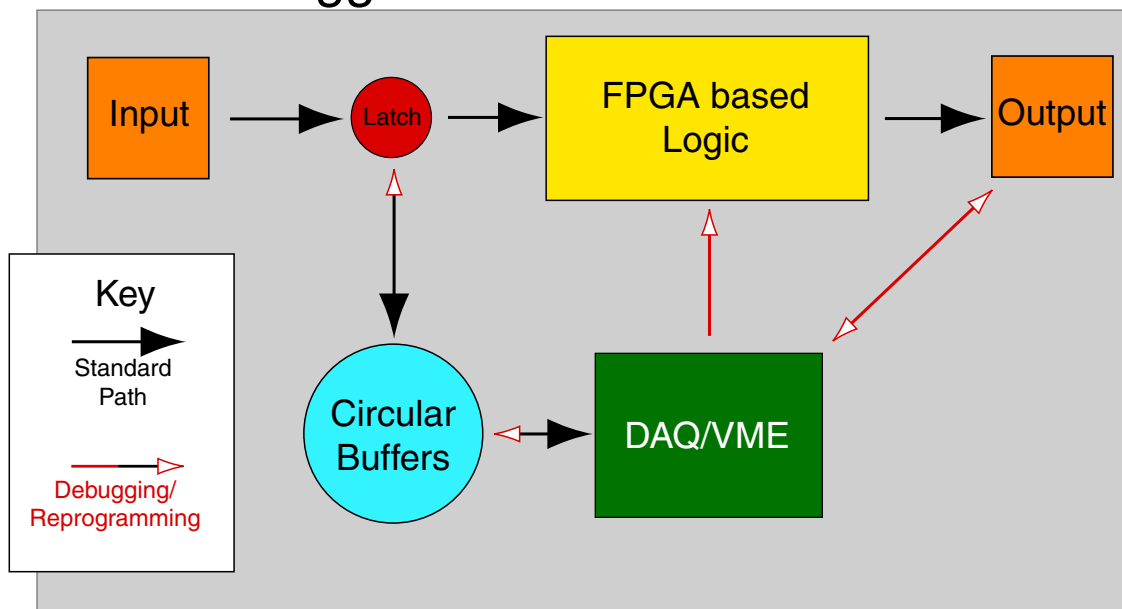 Input
Latch
FPGA based
Logic
Output
Key
Standard
Path
Debugging/
Reprogramming
Circular
Buffers
DAQ/VME